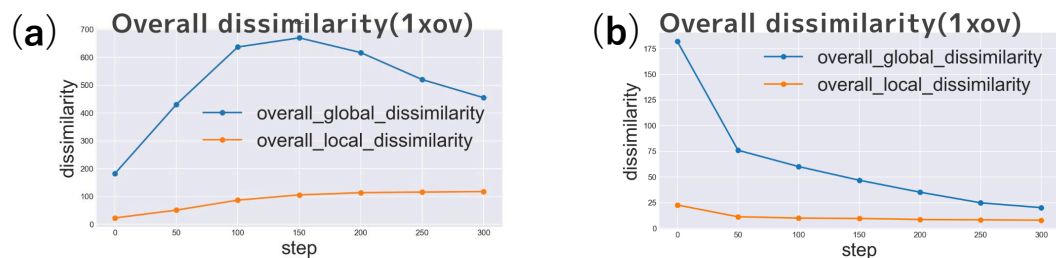 (a)
Overall dissimilarity(1xov)
700
600
500
400
300
200
100
0
dissimilarity
overall_global_dissimilarity
overall_local_dissimilarity
0 50 100 150 200 250 300
step
(b)
Overall dissimilarity(1xov)
175
150
125
100
75
50
25
0
dissimilarity
overall_global_dissimilarity
overall_local_dissimilarity
0 50 100 150 200 250 300
step